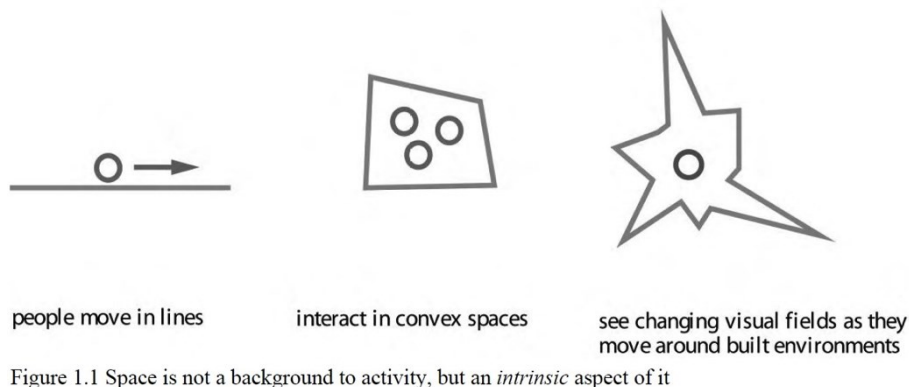 people move in lines
interact in convex spaces
see changing visual fields as they
move around built environments
Figure 1.1 Space is not a background to activity, but an intrinsic aspect of it